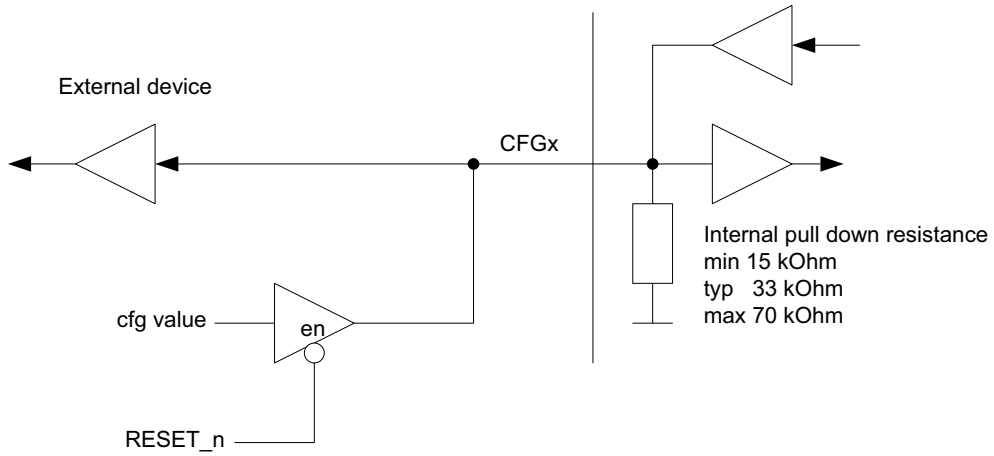 External device
CFGx
Internal pull down resistance
min 15 kOhm
typ 33 kOhm
max 70 kOhm
cfg value
en
RESET_n